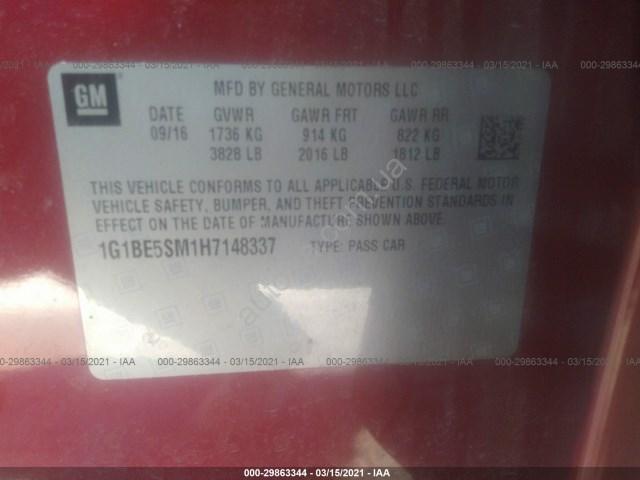 000-29863344 - 03/15/2021 - IAA
000-29863344 - 03/15/2021 - IAA
000-29863344 - 03/15/2021 - IAA
GM
MFD BY GENERAL MOTORS LLC
DATE GVWR GAWR FRT GAWR RR
09/16 1736 KG 914 KG 822 KG
3828 LB 2016 LB 1812 LB
THIS VEHICLE CONFORMS TO ALL APPLICABLE U.S. FEDERAL MOTOR
VEHICLE SAFETY, BUMPER, AND THEFT PREVENTION STANDARDS IN
EFFECT ON THE DATE OF MANUFACTURE SHOWN ABOVE.
1G1BE5SM1H7148337 TYPE: PASS CAR
000-29863344 - 03/15/2021 - IAA
000-29863344 - 03/15/2021 - IAA
000-29863344 - 03/15/2021 - IAA